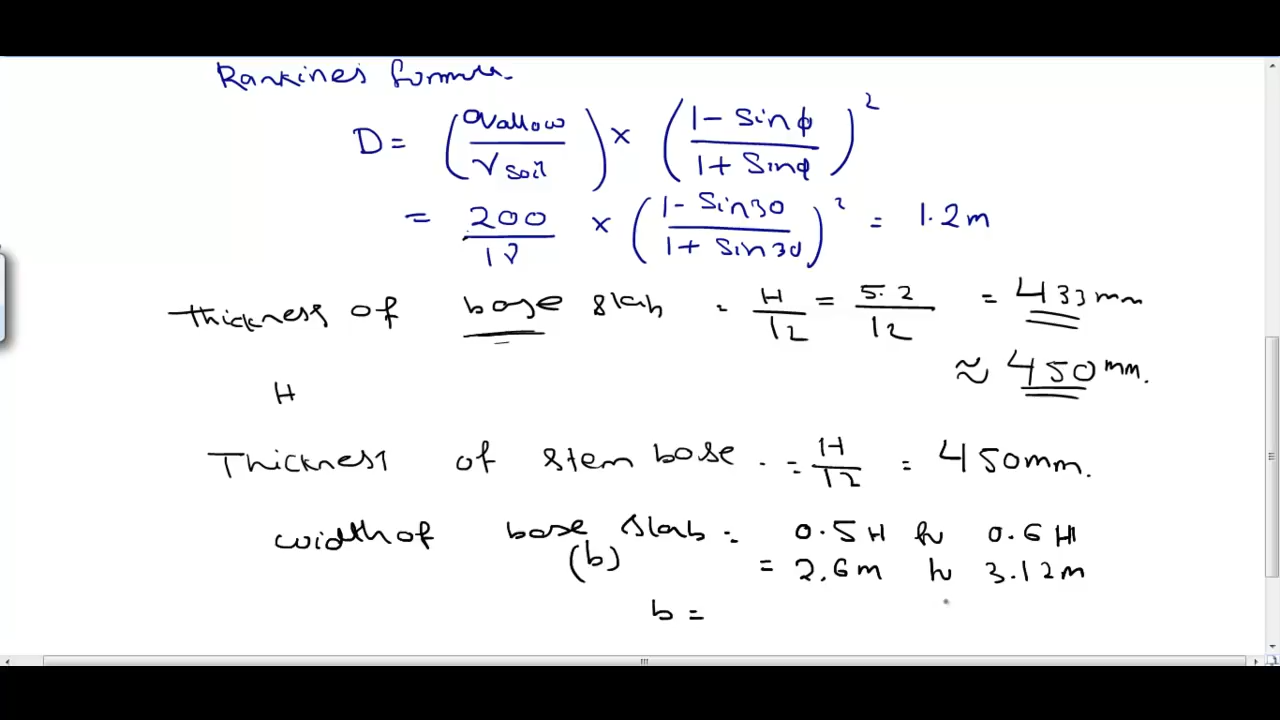 Rankines formula.
D = (qallow / γsoil) × (1 - Sinϕ / 1 + Sinϕ)²
= 200 / 18 × (1 - Sin30 / 1 + Sin30)² = 1.2m
Thickness of base slab = H / 12 = 5.2 / 12 = 433mm
≈ 450mm.
H
Thickness of stem base. = H / 12 = 450mm.
width of base slab = 0.5H to 0.6H
(b) = 2.6m to 3.12m
b =